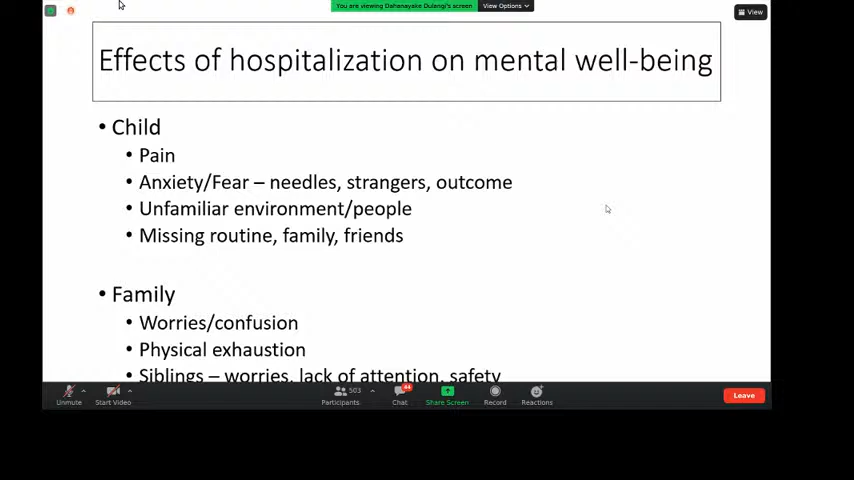 You are viewing Dahanayake Dulangi's screen
View Options
View
Effects of hospitalization on mental well-being
• Child
• Pain
• Anxiety/Fear – needles, strangers, outcome
• Unfamiliar environment/people
• Missing routine, family, friends
• Family
• Worries/confusion
• Physical exhaustion
• Siblings – worries, lack of attention, safety
Unmute
Start Video
503
Participants
44
Chat
Share Screen
Record
Reactions
Leave